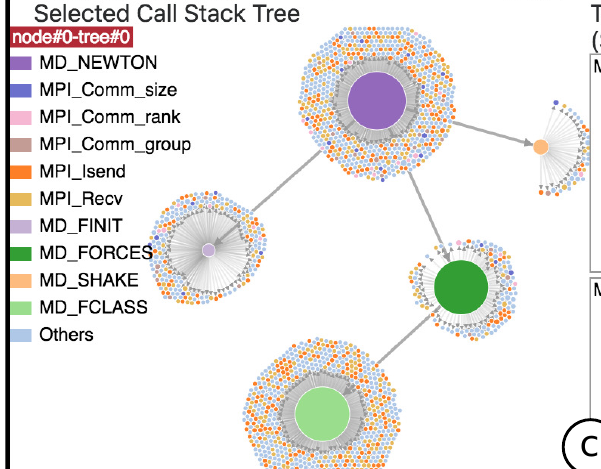 Selected Call Stack Tree
node#0-tree#0
MD_NEWTON
MPI_Comm_size
MPI_Comm_rank
MPI_Comm_group
MPI_Isend
MPI_Recv
MD_FINIT
MD_FORCES
MD_SHAKE
MD_FCLASS
Others
T
M
M
C